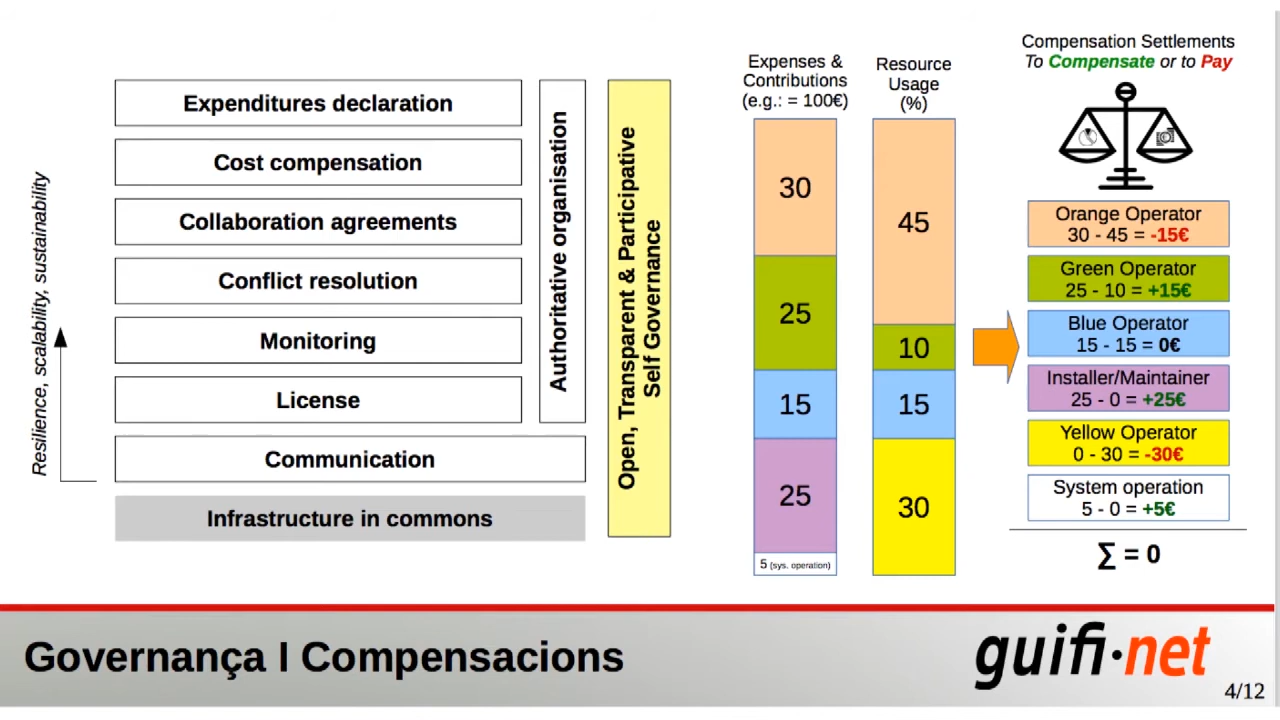 Expenditures declaration
Cost compensation
Collaboration agreements
Conflict resolution
Monitoring
License
Communication
Infrastructure in commons
Resilience, scalability, sustainability
Authoritative organisation
Open, Transparent & Participative
Self Governance
Expenses &
Contributions
(e.g.: = 100€)
30
25
15
25
5 (sys. operation)
Resource
Usage
(%)
45
10
15
30
Compensation Settlements
To Compensate or to Pay
Orange Operator
30 - 45 = -15€
Green Operator
25 - 10 = +15€
Blue Operator
15 - 15 = 0€
Installer/Maintainer
25 - 0 = +25€
Yellow Operator
0 - 30 = -30€
System operation
5 - 0 = +5€
∑ = 0
Governança I Compensacions
guifi·net
4/12